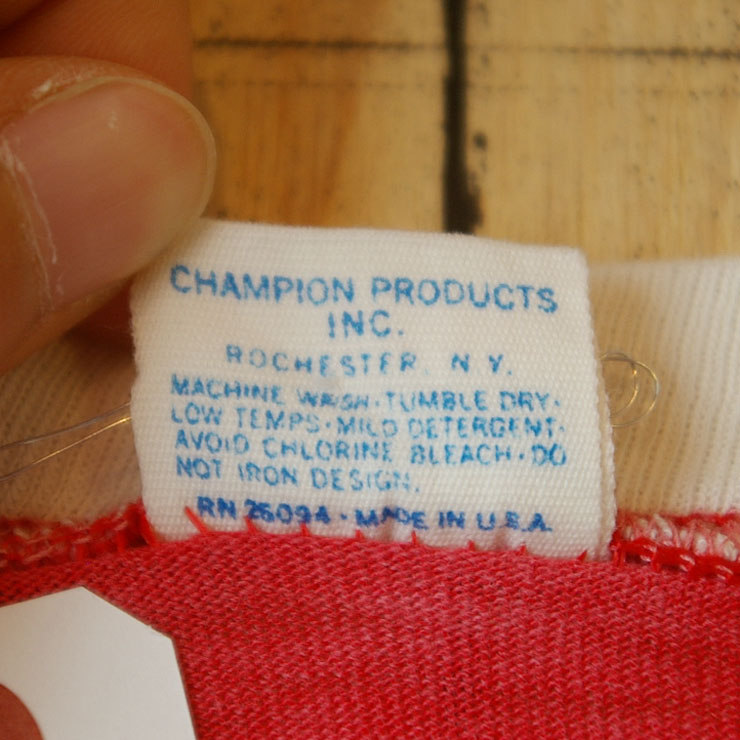 CHAMPION PRODUCTS
INC.
ROCHESTER, N.Y.
MACHINE WASH·TUMBLE DRY·
LOW TEMPS·MILD DETERGENT·
AVOID CHLORINE BLEACH·DO
NOT IRON DESIGN.
RN 26094·MADE IN U.S.A.